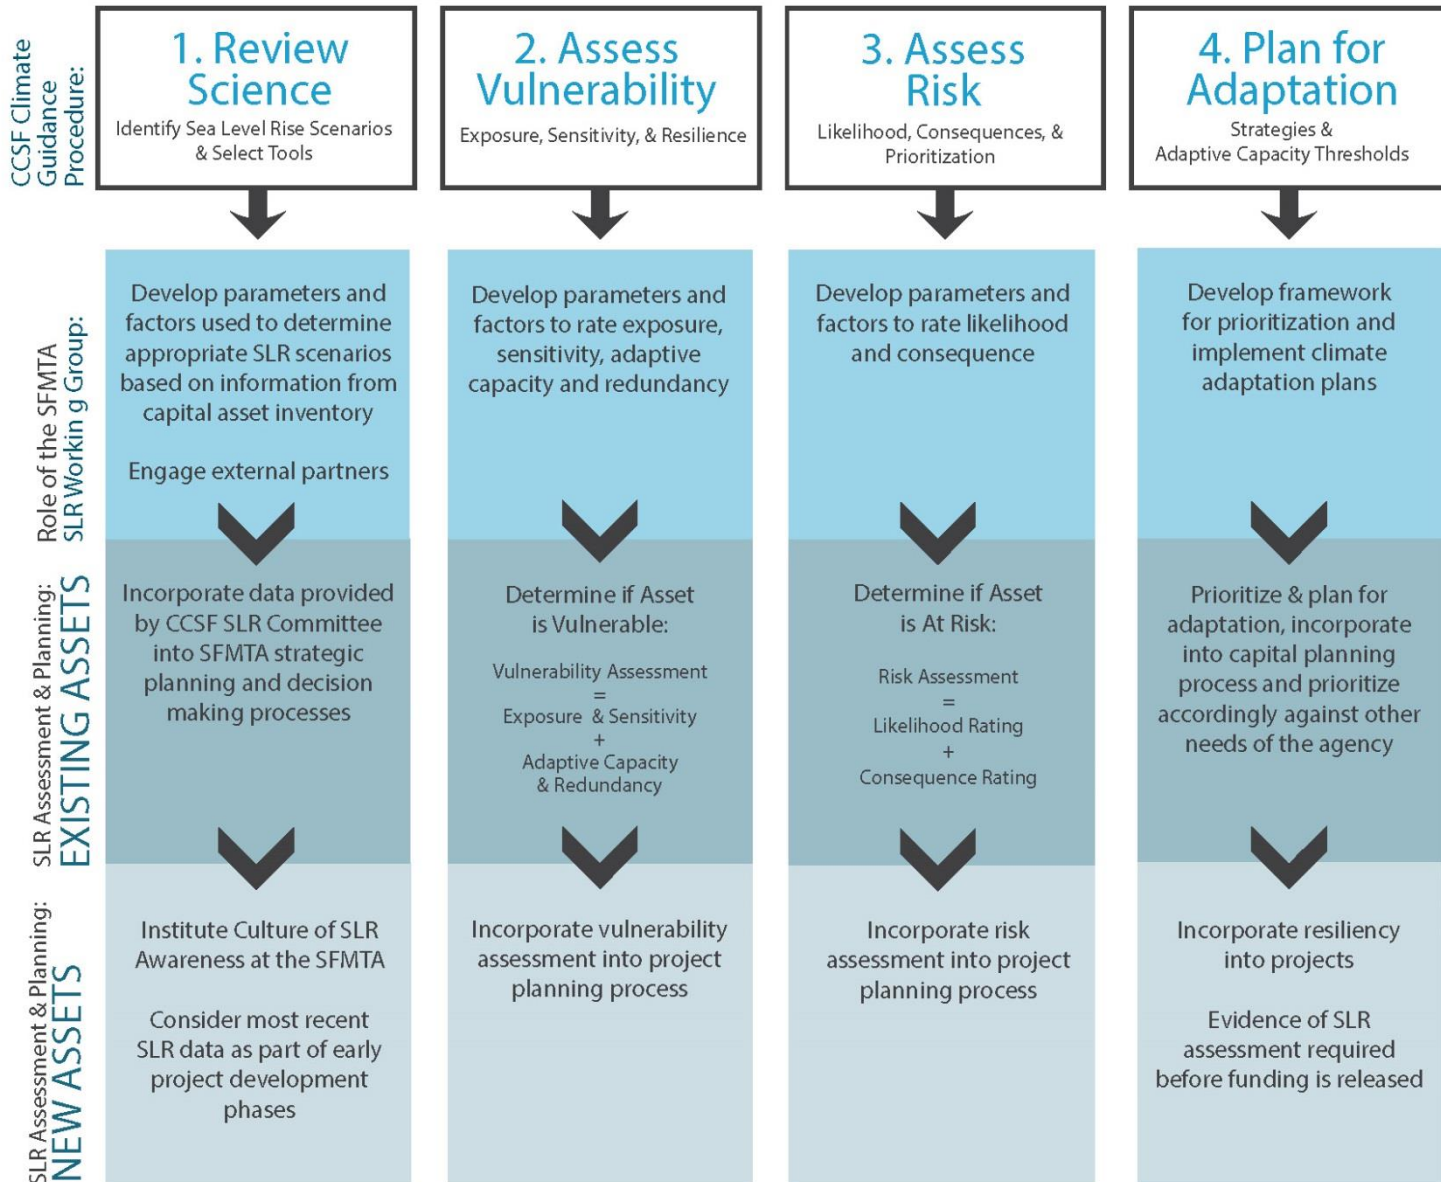 CCSF Climate
Guidance
Procedure:
1. Review
Science
Identify Sea Level Rise Scenarios
& Select Tools
2. Assess
Vulnerability
Exposure, Sensitivity, & Resilience
3. Assess
Risk
Likelihood, Consequences, &
Prioritization
4. Plan for
Adaptation
Strategies &
Adaptive Capacity Thresholds
Role of the SFMTA
SLR Working Group:
Develop parameters and
factors used to determine
appropriate SLR scenarios
based on information from
capital asset inventory
Engage external partners
Develop parameters and
factors to rate exposure,
sensitivity, adaptive
capacity and redundancy
Develop parameters and
factors to rate likelihood
and consequence
Develop framework
for prioritization and
implement climate
adaptation plans
SLR Assessment & Planning:
EXISTING ASSETS
Incorporate data provided
by CCSF SLR Committee
into SFMTA strategic
planning and decision
making processes
Determine if Asset
is Vulnerable:
Vulnerability Assessment
=
Exposure & Sensitivity
+
Adaptive Capacity
& Redundancy
Determine if Asset
is At Risk:
Risk Assessment
=
Likelihood Rating
+
Consequence Rating
Prioritize & plan for
adaptation, incorporate
into capital planning
process and prioritize
accordingly against other
needs of the agency
SLR Assessment & Planning:
NEW ASSETS
Institute Culture of SLR
Awareness at the SFMTA
Consider most recent
SLR data as part of early
project development
phases
Incorporate vulnerability
assessment into project
planning process
Incorporate risk
assessment into project
planning process
Incorporate resiliency
into projects
Evidence of SLR
assessment required
before funding is released